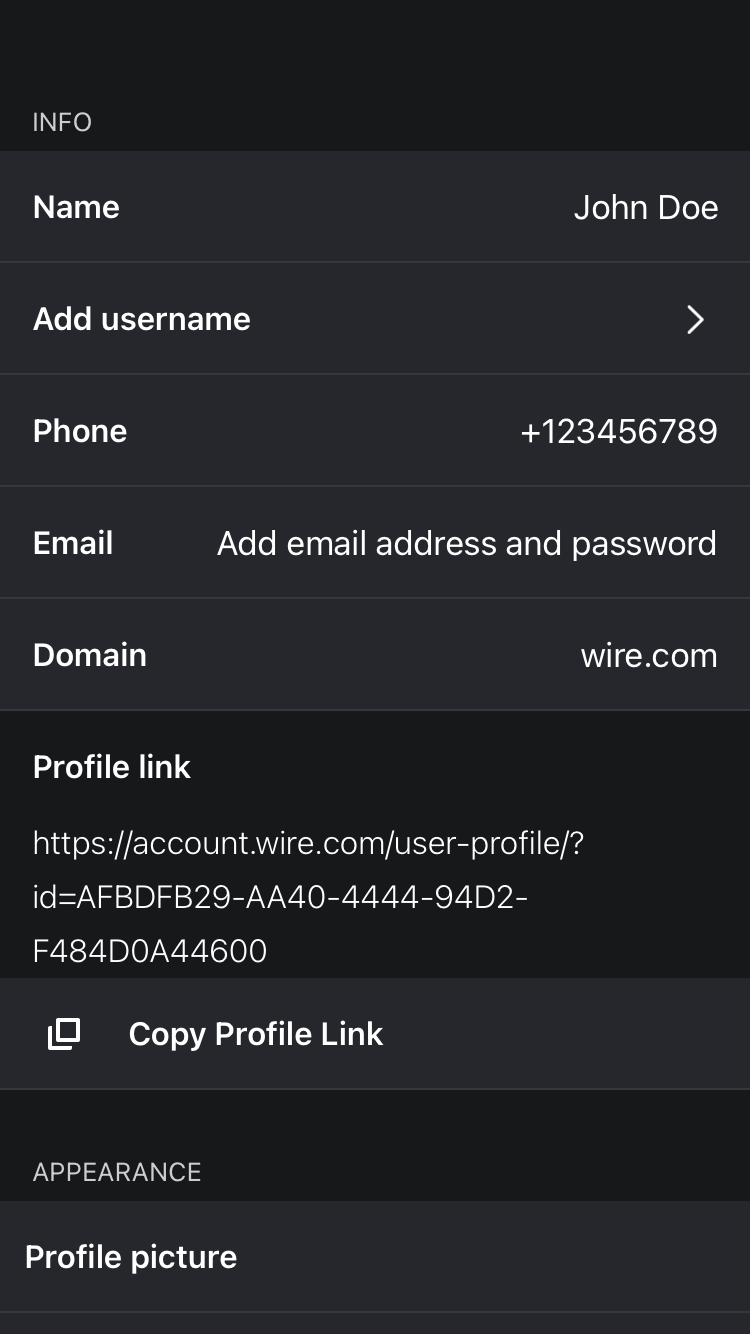 INFO
Name John Doe
Add username
Phone +123456789
Email Add email address and password
Domain wire.com
Profile link
https://account.wire.com/user-profile/?
id=AFBDFB29-AA40-4444-94D2-
F484D0A44600
Copy Profile Link
APPEARANCE
Profile picture